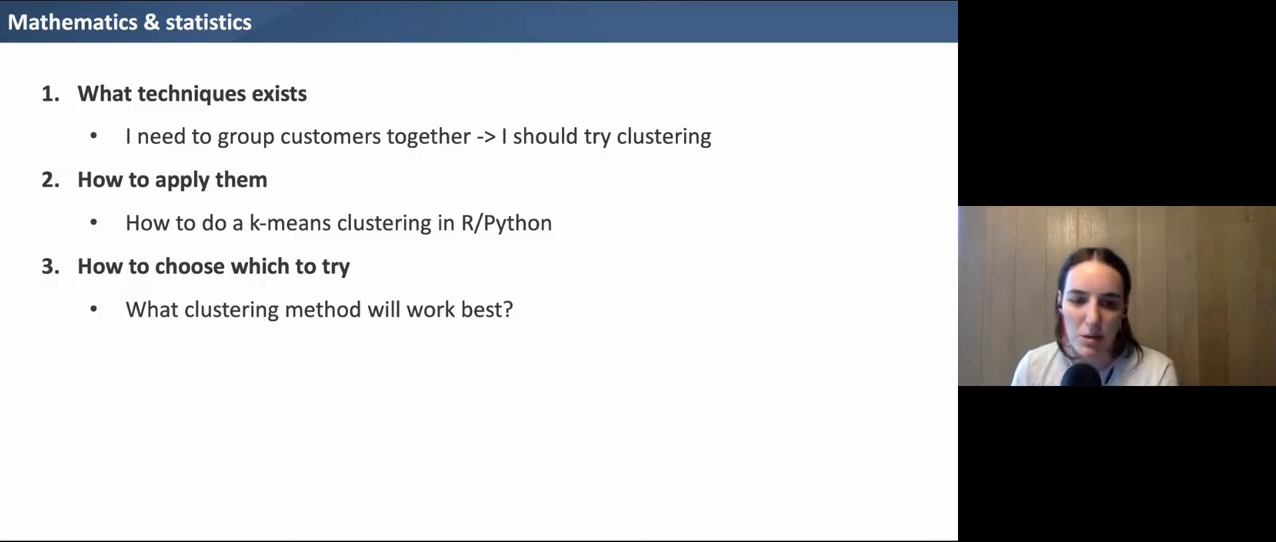 Mathematics & statistics
1. What techniques exists
• I need to group customers together -> I should try clustering
2. How to apply them
• How to do a k-means clustering in R/Python
3. How to choose which to try
• What clustering method will work best?